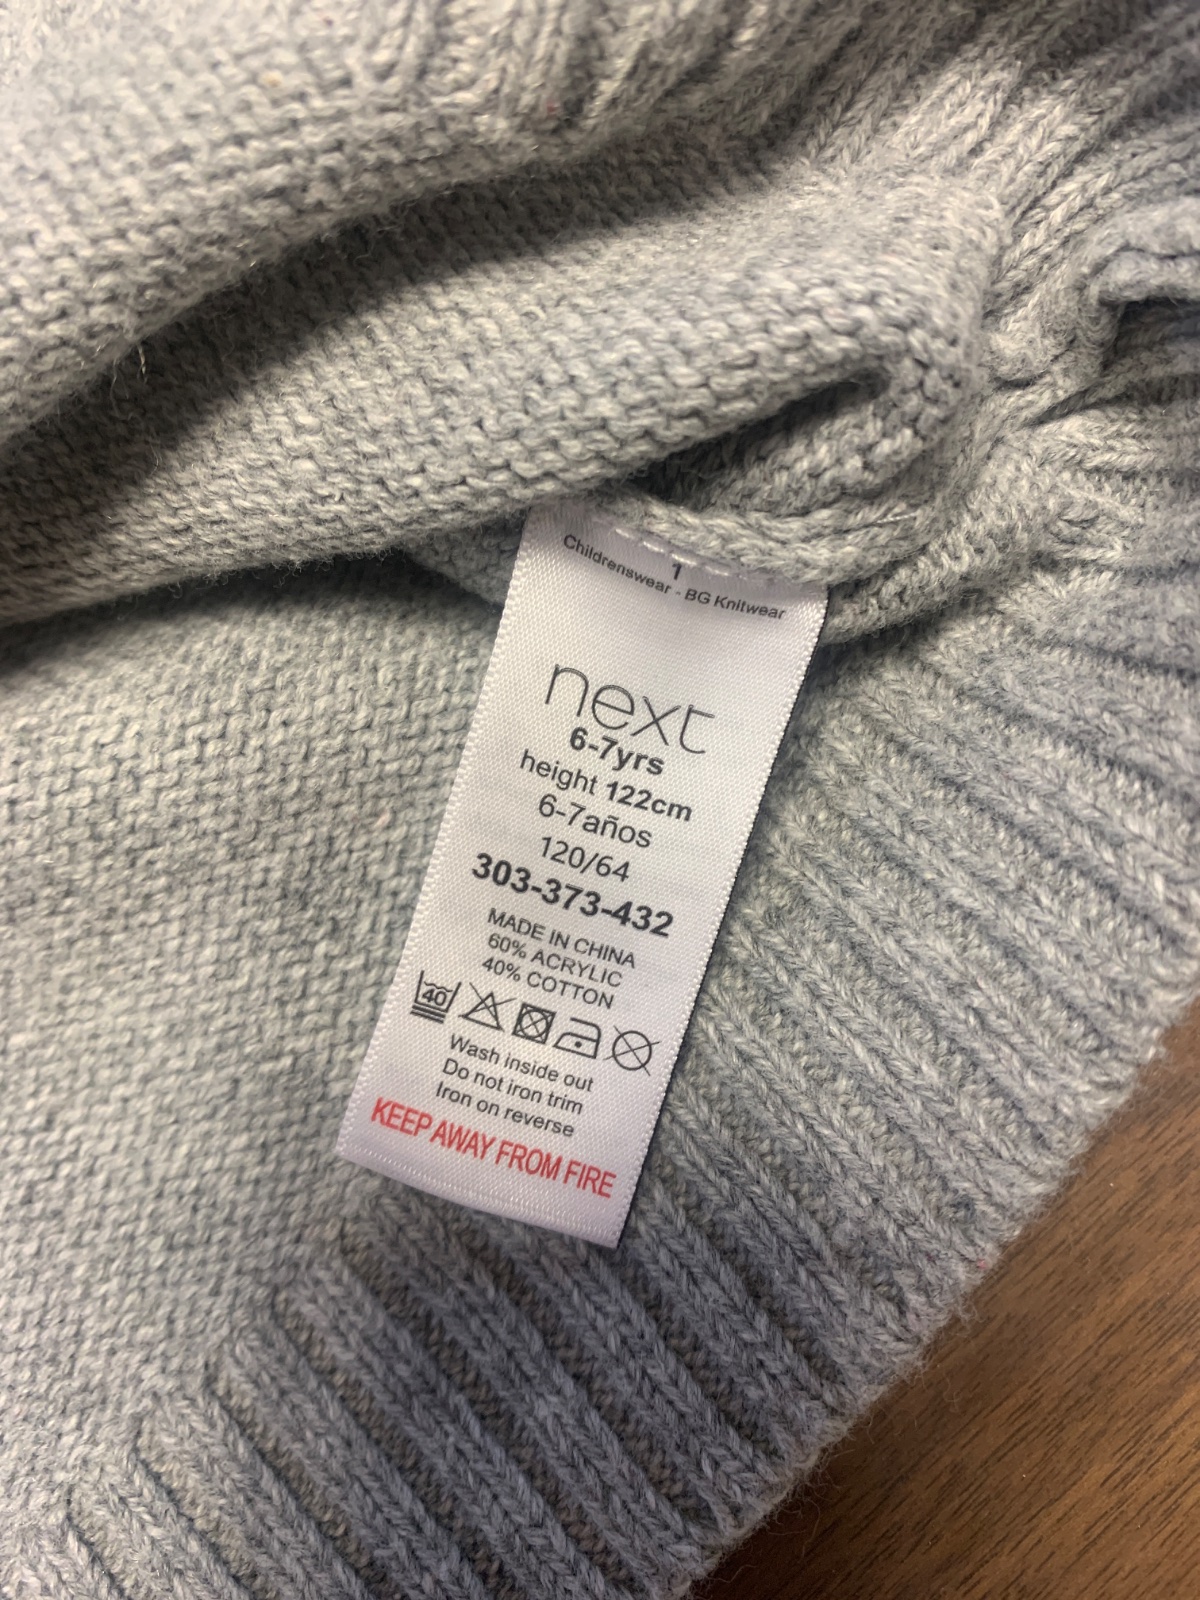 1
Childrenswear - BG Knitwear
next
6-7yrs
height 122cm
6-7años
120/64
303-373-432
MADE IN CHINA
60% ACRYLIC
40% COTTON
40
Wash inside out
Do not iron trim
Iron on reverse
KEEP AWAY FROM FIRE